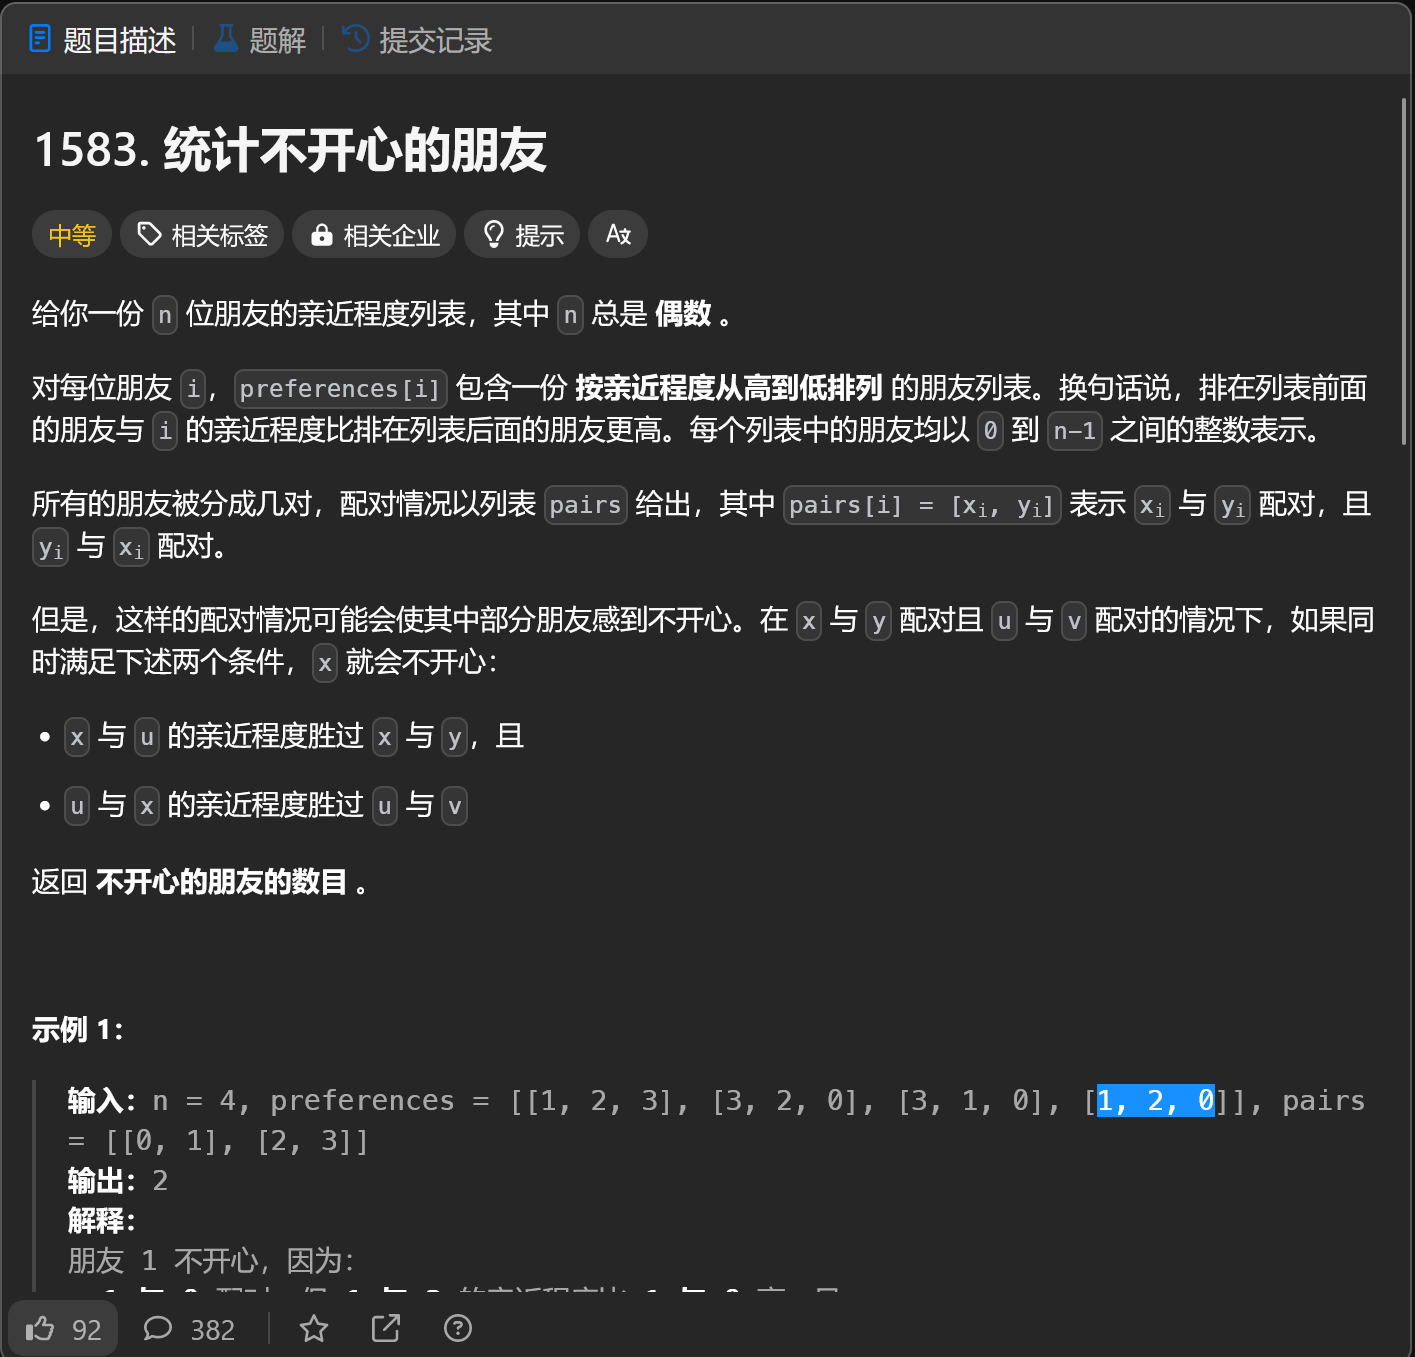 题目描述 题解 提交记录
1583. 统计不开心的朋友
中等 相关标签 相关企业 提示
给你一份 n 位朋友的亲近程度列表，其中 n 总是 偶数 。
对每位朋友 i，preferences[i] 包含一份 按亲近程度从高到低排列 的朋友列表。换句话说，排在列表前面
的朋友与 i 的亲近程度比排在列表后面的朋友更高。每个列表中的朋友均以 0 到 n-1 之间的整数表示。
所有的朋友被分成几对，配对情况以列表 pairs 给出，其中 pairs[i] = [xi, yi] 表示 xi 与 yi 配对，且
yi 与 xi 配对。
但是，这样的配对情况可能会使其中部分朋友感到不开心。在 x 与 y 配对且 u 与 v 配对的情况下，如果同
时满足下述两个条件，x 就会不开心：
• x 与 u 的亲近程度胜过 x 与 y，且
• u 与 x 的亲近程度胜过 u 与 v
返回 不开心的朋友的数目 。
示例 1：
输入：n = 4, preferences = [[1, 2, 3], [3, 2, 0], [3, 1, 0], [1, 2, 0]], pairs
= [[0, 1], [2, 3]]
输出：2
解释：
朋友 1 不开心，因为：
92 382